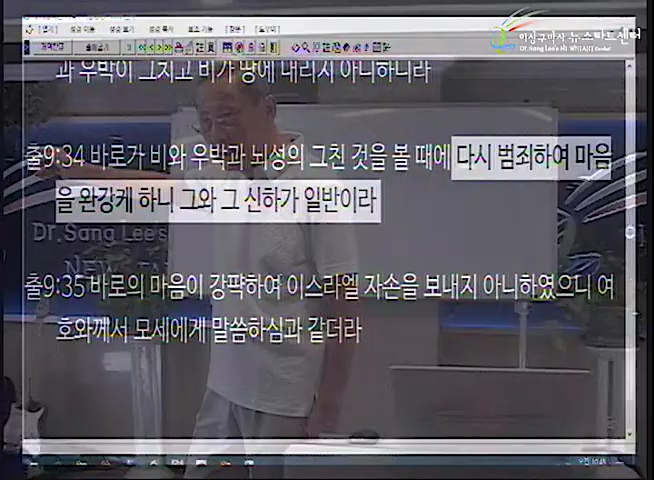 이상구박사 뉴스타트센터
과 우박이 그치고 비가 땅에 내리지 아니하니라
출9:34 바로가 비와 우박과 뇌성의 그친 것을 볼 때에 다시 범죄하여 마음
을 완강케 하니 그와 그 신하가 일반이라
Dr.Sang Lee's
출9:35 바로의 마음이 강퍅하여 이스라엘 자손을 보내지 아니하였으니 여
호와께서 모세에게 말씀하심과 같더라